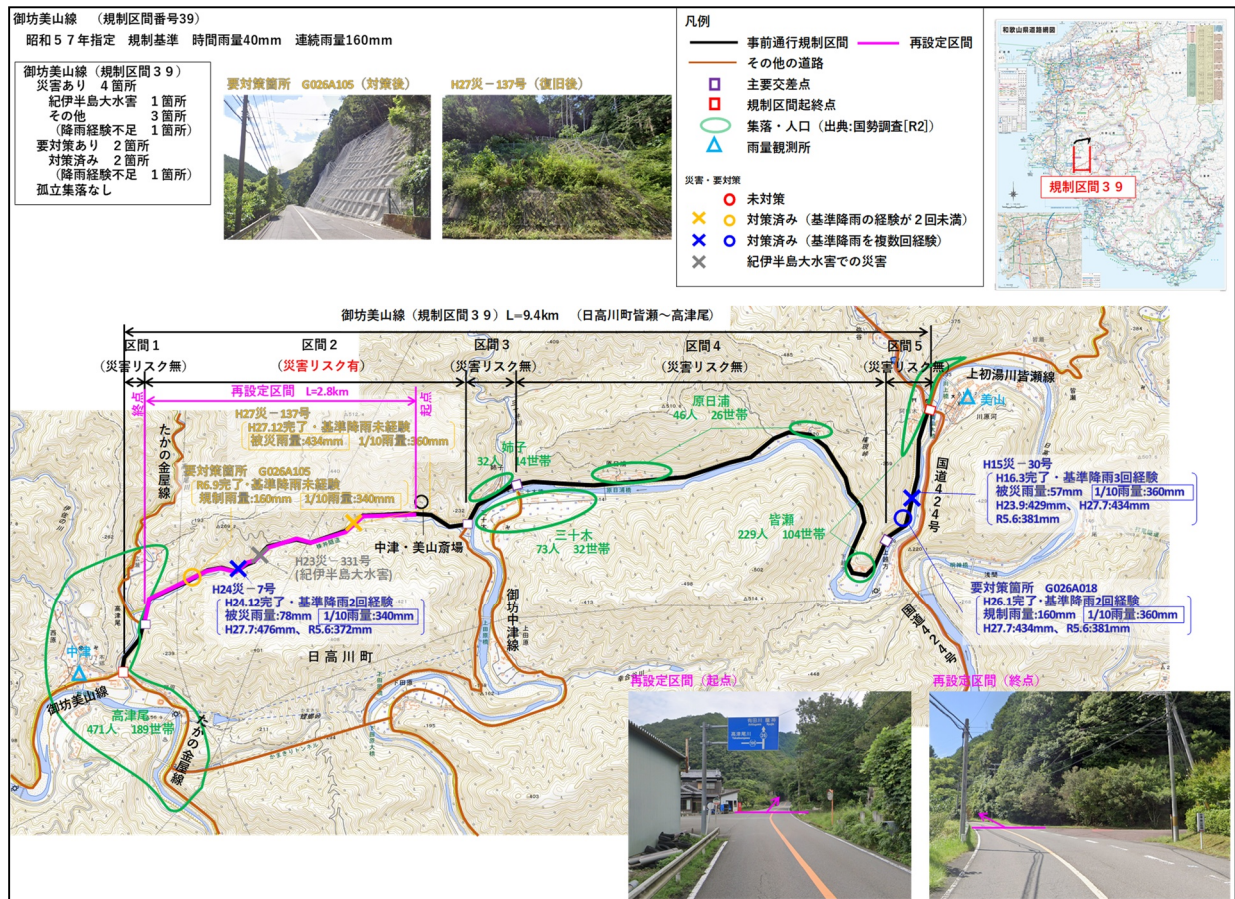 御坊美山線　（規制区間番号39）
昭和５７年指定　規制基準　時間雨量40mm　連続雨量160mm
御坊美山線（規制区間３９）
災害あり　４箇所
紀伊半島大水害　１箇所
その他　３箇所
（降雨経験不足　１箇所）
要対策あり　２箇所
対策済み　２箇所
（降雨経験不足　１箇所）
孤立集落なし
要対策箇所　G026A105（対策後）
H27災－137号（復旧後）
凡例
事前通行規制区間
再設定区間
その他の道路
主要交差点
規制区間起終点
集落・人口（出典:国勢調査[R2]）
雨量観測所
災害・要対策
未対策
対策済み（基準降雨の経験が２回未満）
対策済み（基準降雨を複数回経験）
紀伊半島大水害での災害
和歌山県道路網図
規制区間３９
御坊美山線（規制区間３９）L=9.4km　（日高川町皆瀬～高津尾）
区間１
（災害リスク無）
区間２
（災害リスク有）
区間３
（災害リスク無）
区間４
（災害リスク無）
区間５
（災害リスク無）
再設定区間　L=2.8km
終点
起点
H27災－137号
H27.12完了・基準降雨未経験
被災雨量:434mm　1/10雨量:360mm
要対策箇所　G026A105
R6.9完了・基準降雨未経験
規制雨量:160mm　1/10雨量:340mm
たかの金屋線
姉子
32人　14世帯
原日浦
46人　26世帯
上初湯川皆瀬線
美山
国道４２４号
H15災－30号
H16.3完了・基準降雨3回経験
被災雨量:57mm　1/10雨量:360mm
H23.9:429mm、H27.7:434mm
R5.6:381mm
中津・美山斎場
三十木
73人　32世帯
皆瀬
229人　104世帯
H23災－331号
（紀伊半島大水害）
H24災－7号
H24.12完了・基準降雨2回経験
被災雨量:78mm　1/10雨量:340mm
H27.7:476mm、R5.6:372mm
要対策箇所　G026A018
H26.1完了・基準降雨2回経験
規制雨量:160mm　1/10雨量:360mm
H27.7:434mm、R5.6:381mm
御坊中津線
国道４２４号
日高川町
中津
御坊美山線
高津尾
471人　189世帯
たかの金屋線
再設定区間（起点）
再設定区間（終点）